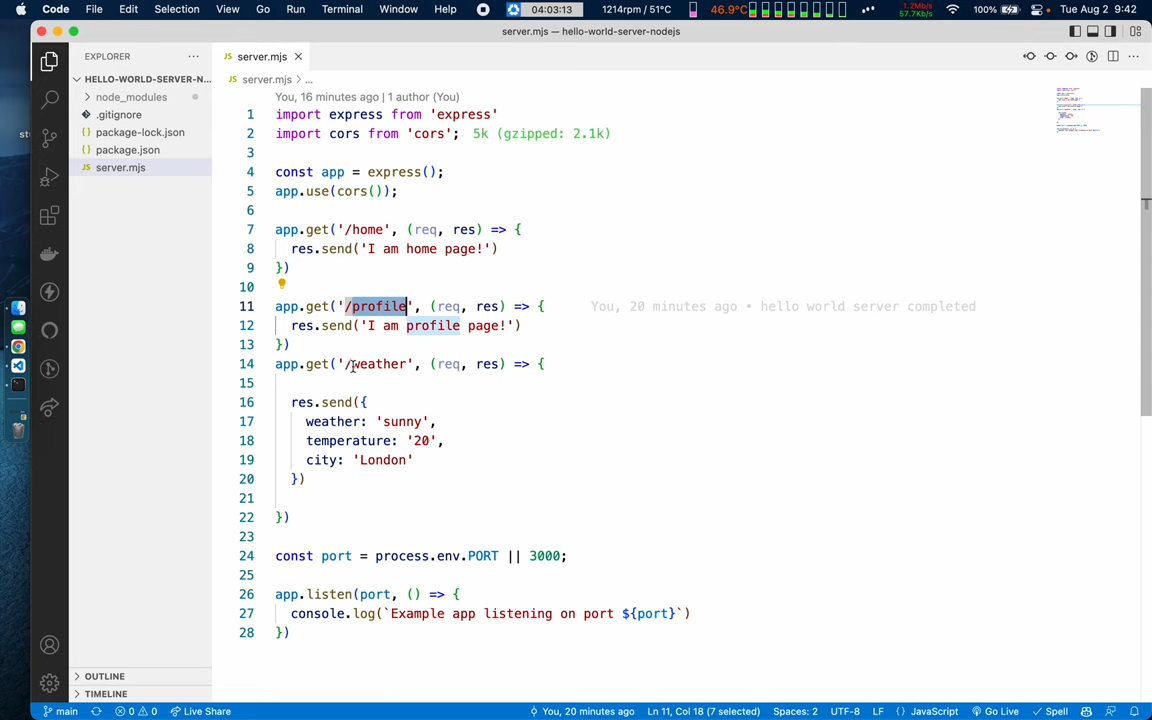 Code File Edit Selection View Go Run Terminal Window Help 04:03:13 1214rpm / 51°C 46.9°C 1.2Mb/s 57.7Kb/s 100% Tue Aug 2 9:42
server.mjs — hello-world-server-nodejs
EXPLORER
JS server.mjs
HELLO-WORLD-SERVER-N...
JS server.mjs > ...
node_modules
.gitignore
{} package-lock.json
{} package.json
JS server.mjs
You, 16 minutes ago | 1 author (You)
1 import express from 'express'
2 import cors from 'cors'; 5k (gzipped: 2.1k)
3
4 const app = express();
5 app.use(cors());
6
7 app.get('/home', (req, res) => {
8 res.send('I am home page!')
9 })
10
11 app.get('/profile', (req, res) => { You, 20 minutes ago • hello world server completed
12 res.send('I am profile page!')
13 })
14 app.get('/weather', (req, res) => {
15
16 res.send({
17 weather: 'sunny',
18 temperature: '20',
19 city: 'London'
20 })
21
22 })
23
24 const port = process.env.PORT || 3000;
25
26 app.listen(port, () => {
27 console.log(`Example app listening on port ${port}`)
28 })
OUTLINE
TIMELINE
main 0 0 Live Share You, 20 minutes ago Ln 11, Col 18 (7 selected) Spaces: 2 UTF-8 LF {} JavaScript Go Live Spell